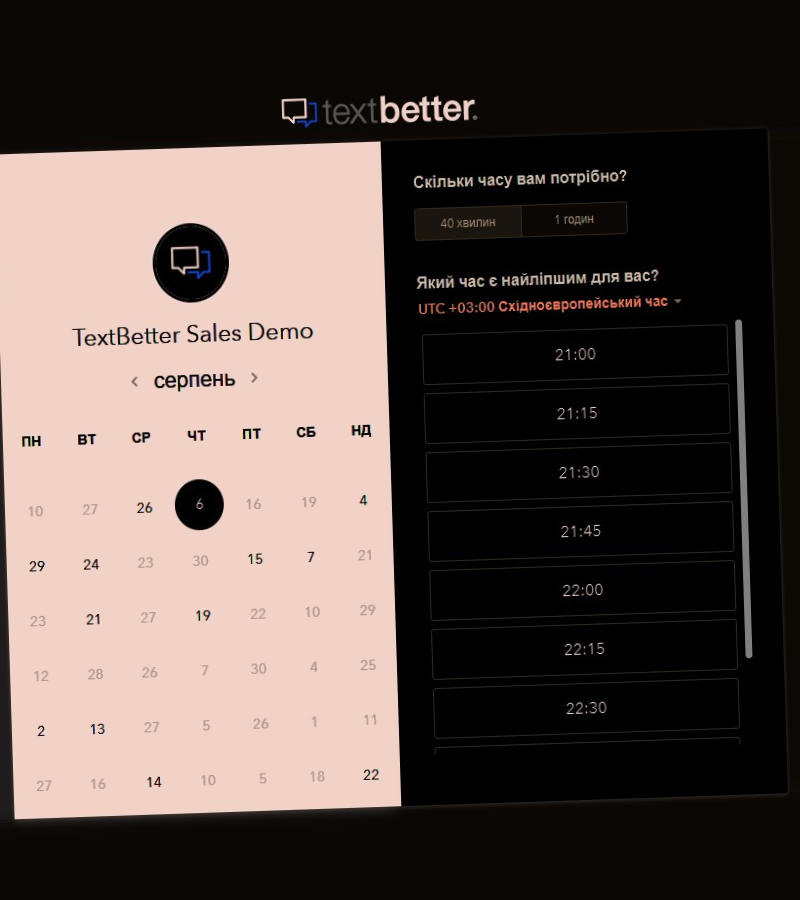 textbetter.
TextBetter Sales Demo
серпень
ПН ВТ СР ЧТ ПТ СБ НД
10 27 26 6 16 19 4
29 24 23 30 15 7 21
23 21 27 19 22 10 29
12 28 26 7 30 4 25
2 13 27 5 26 1 11
27 16 14 10 5 18 22
Скільки часу вам потрібно?
40 хвилин 1 годин
Який час є найліпшим для вас?
UTC +03:00 Східноєвропейський час
21:00
21:15
21:30
21:45
22:00
22:15
22:30